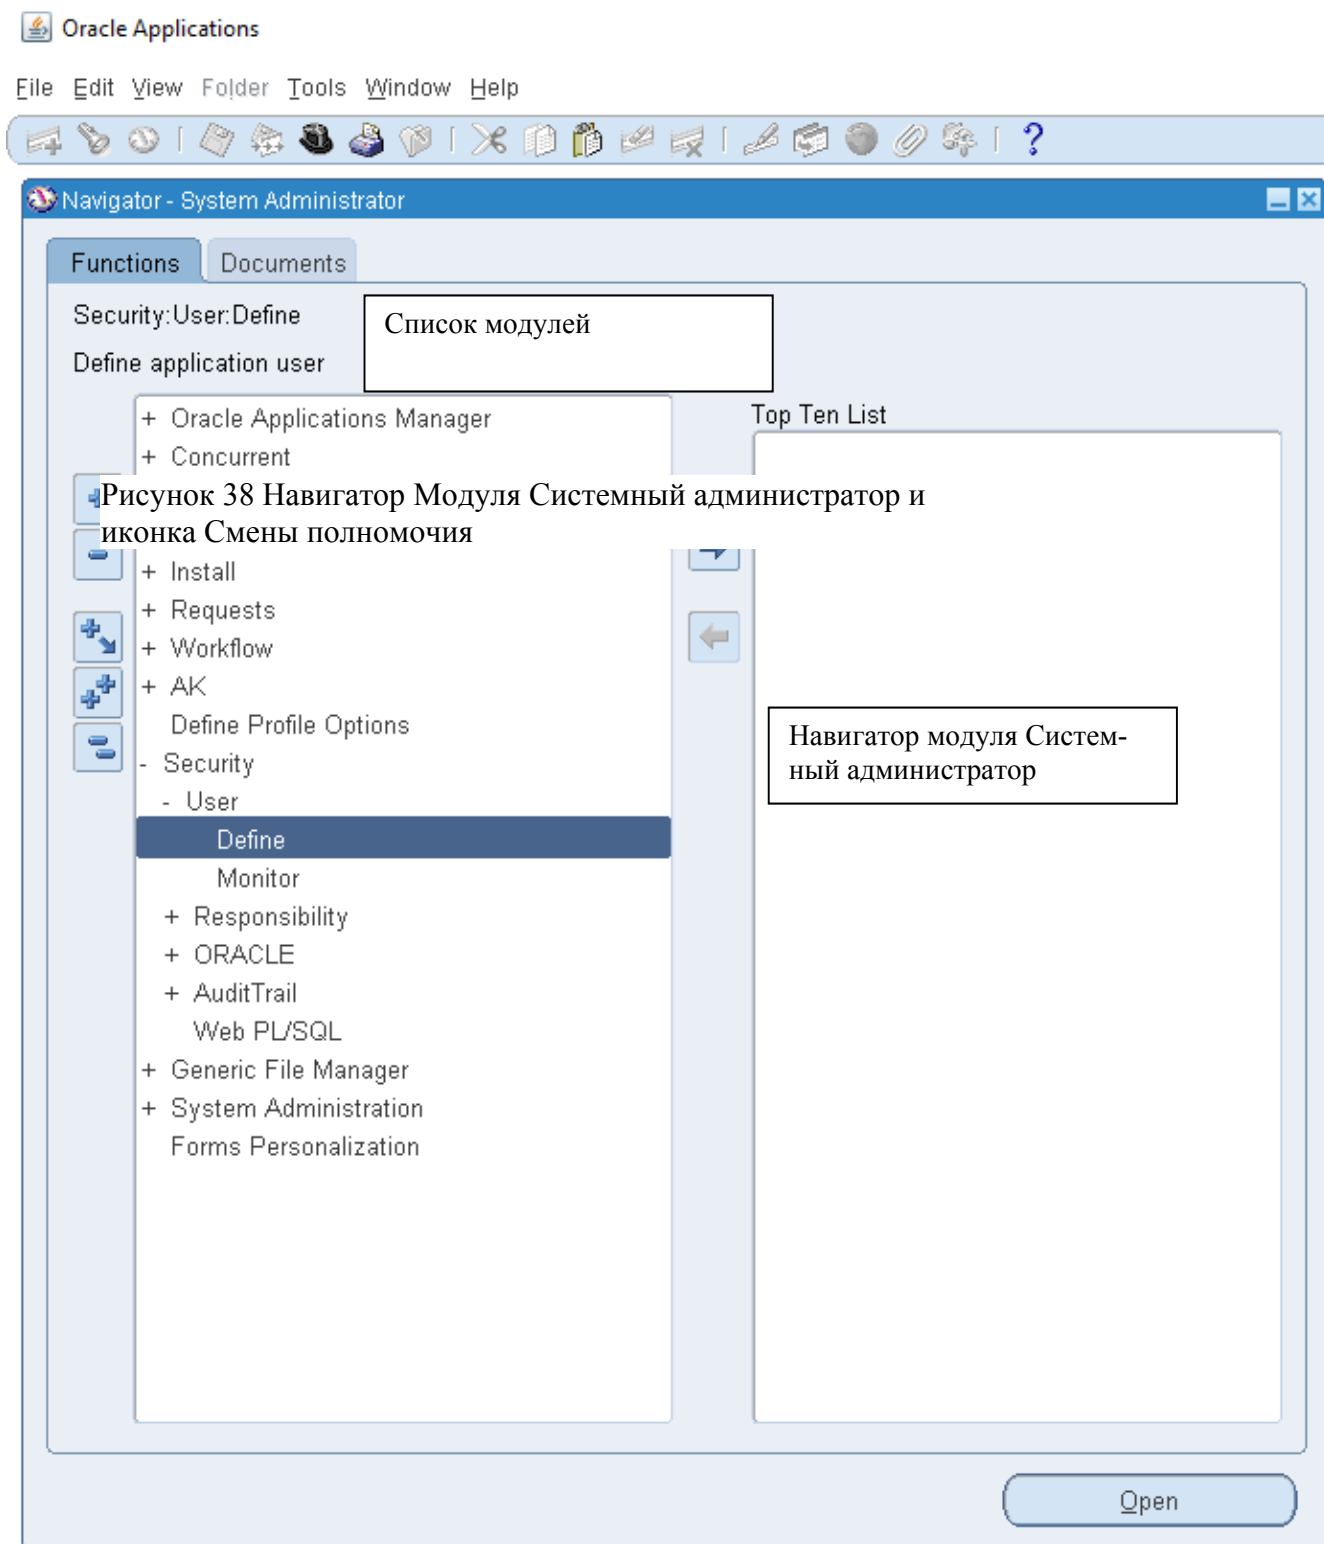 Oracle Applications
File Edit View Folder Tools Window Help
?
Navigator - System Administrator
Functions Documents
Security:User:Define
Список модулей
Define application user
+ Oracle Applications Manager
Top Ten List
+ Concurrent
Рисунок 38 Навигатор Модуля Системный администратор и
иконка Смены полномочия
+ Install
+ Requests
+ Workflow
+ AK
Define Profile Options
Навигатор модуля Систем-
ный администратор
- Security
- User
Define
Monitor
+ Responsibility
+ ORACLE
+ AuditTrail
Web PL/SQL
+ Generic File Manager
+ System Administration
Forms Personalization
Open